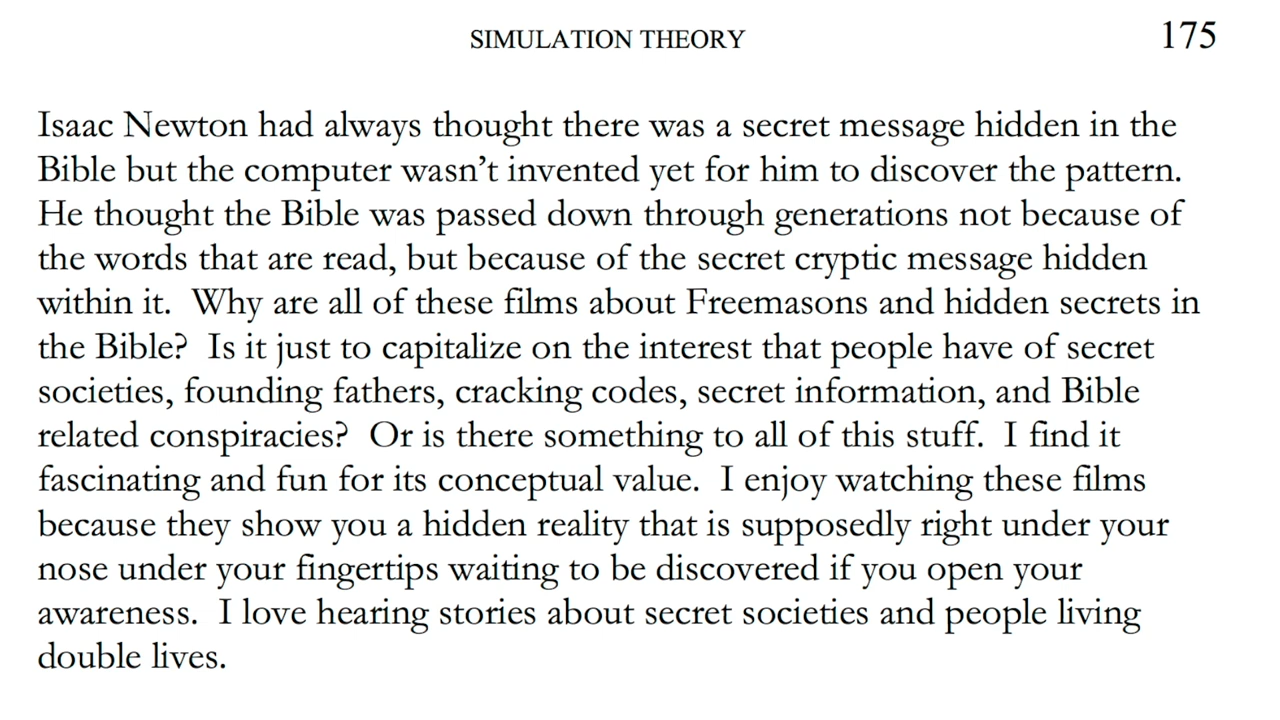 SIMULATION THEORY 175
Isaac Newton had always thought there was a secret message hidden in the
Bible but the computer wasn’t invented yet for him to discover the pattern.
He thought the Bible was passed down through generations not because of
the words that are read, but because of the secret cryptic message hidden
within it.  Why are all of these films about Freemasons and hidden secrets in
the Bible?  Is it just to capitalize on the interest that people have of secret
societies, founding fathers, cracking codes, secret information, and Bible
related conspiracies?  Or is there something to all of this stuff.  I find it
fascinating and fun for its conceptual value.  I enjoy watching these films
because they show you a hidden reality that is supposedly right under your
nose under your fingertips waiting to be discovered if you open your
awareness.  I love hearing stories about secret societies and people living
double lives.